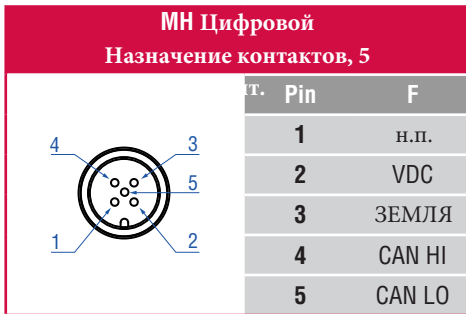 МН Цифровой
Назначение контактов, 5
Pin F
4 3
1 н.п.
2 VDC
5
3 ЗЕМЛЯ
1 2
4 CAN HI
5 CAN LO